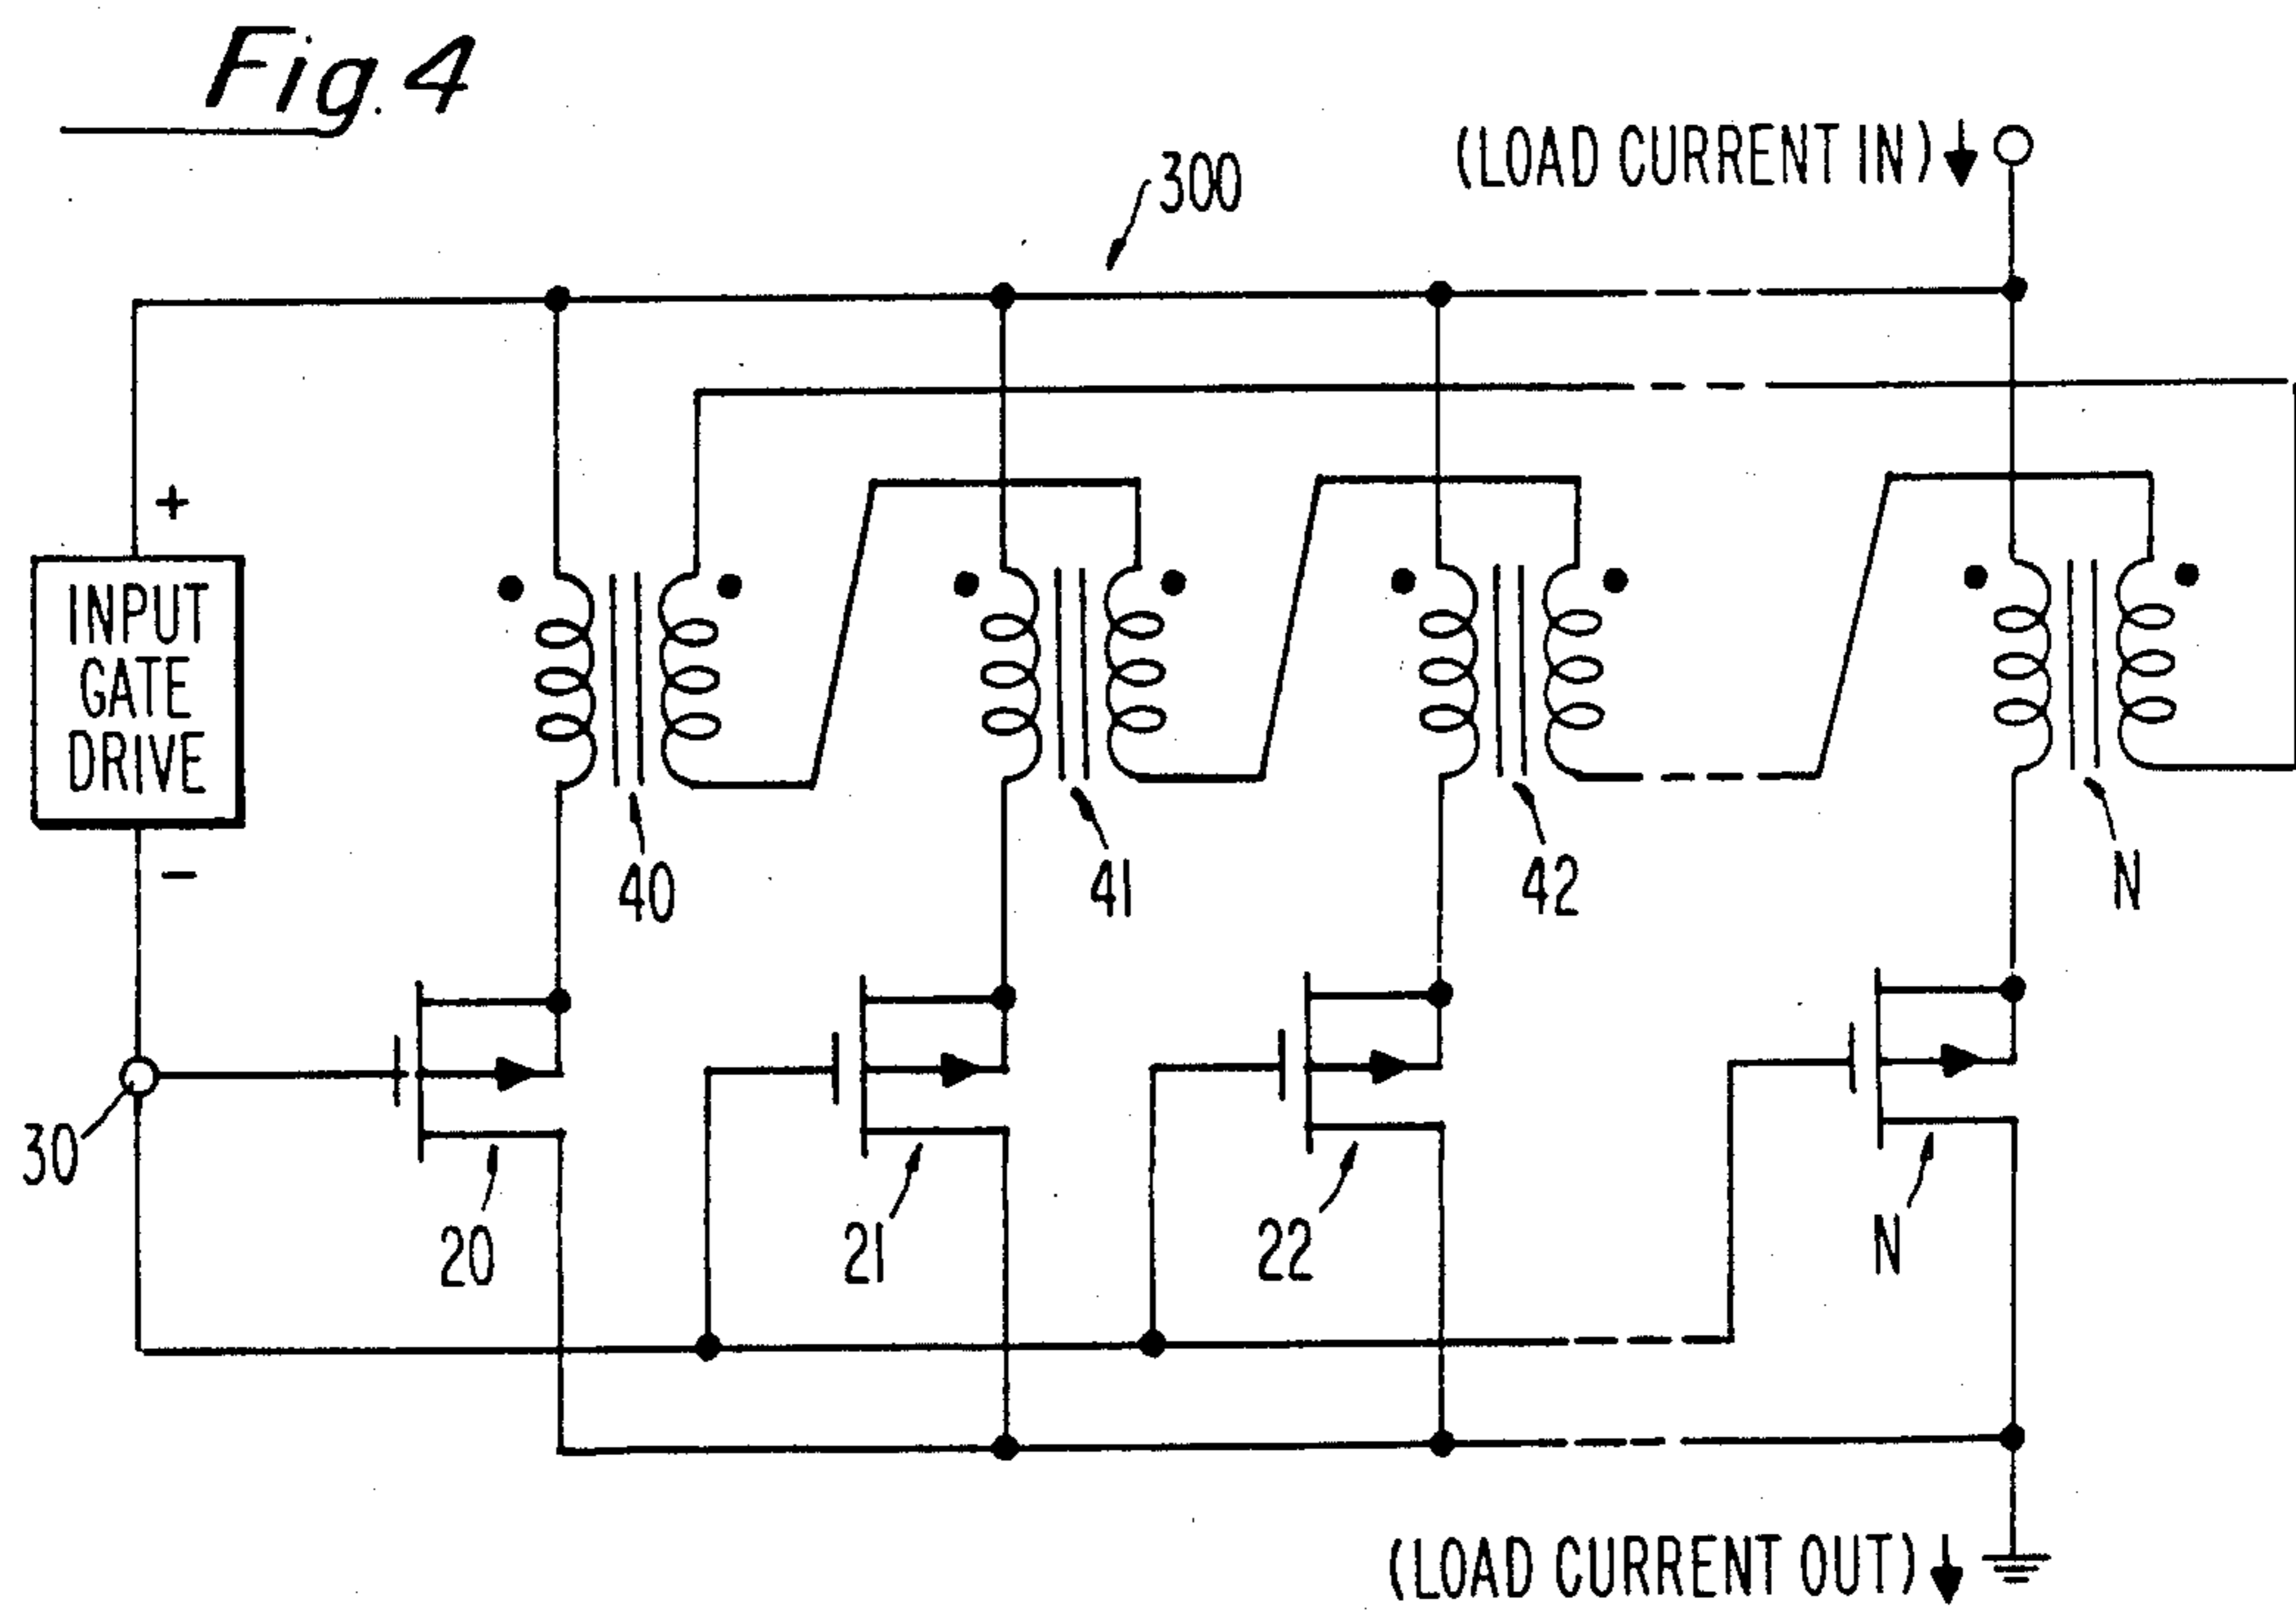 Fig. 4
(LOAD CURRENT IN)
300
+
INPUT
GATE
DRIVE
−
40
41
42
N
30
20
21
22
N
(LOAD CURRENT OUT)